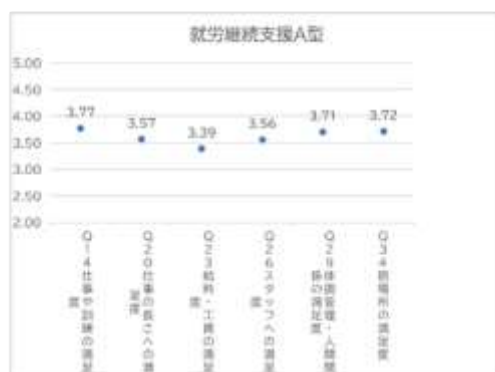 就労継続支援A型
5.00
4.50
4.00
3.50
3.00
2.50
2.00
3.77
3.57
3.39
3.56
3.71
3.72
Q14仕事や訓練の満足
度
Q20仕事の長さへの満
足度
Q23給料・工賃の満足
度
Q26スタッフへの満足
度
Q29体調管理・人間関
係の満足度
Q34居場所の満足度